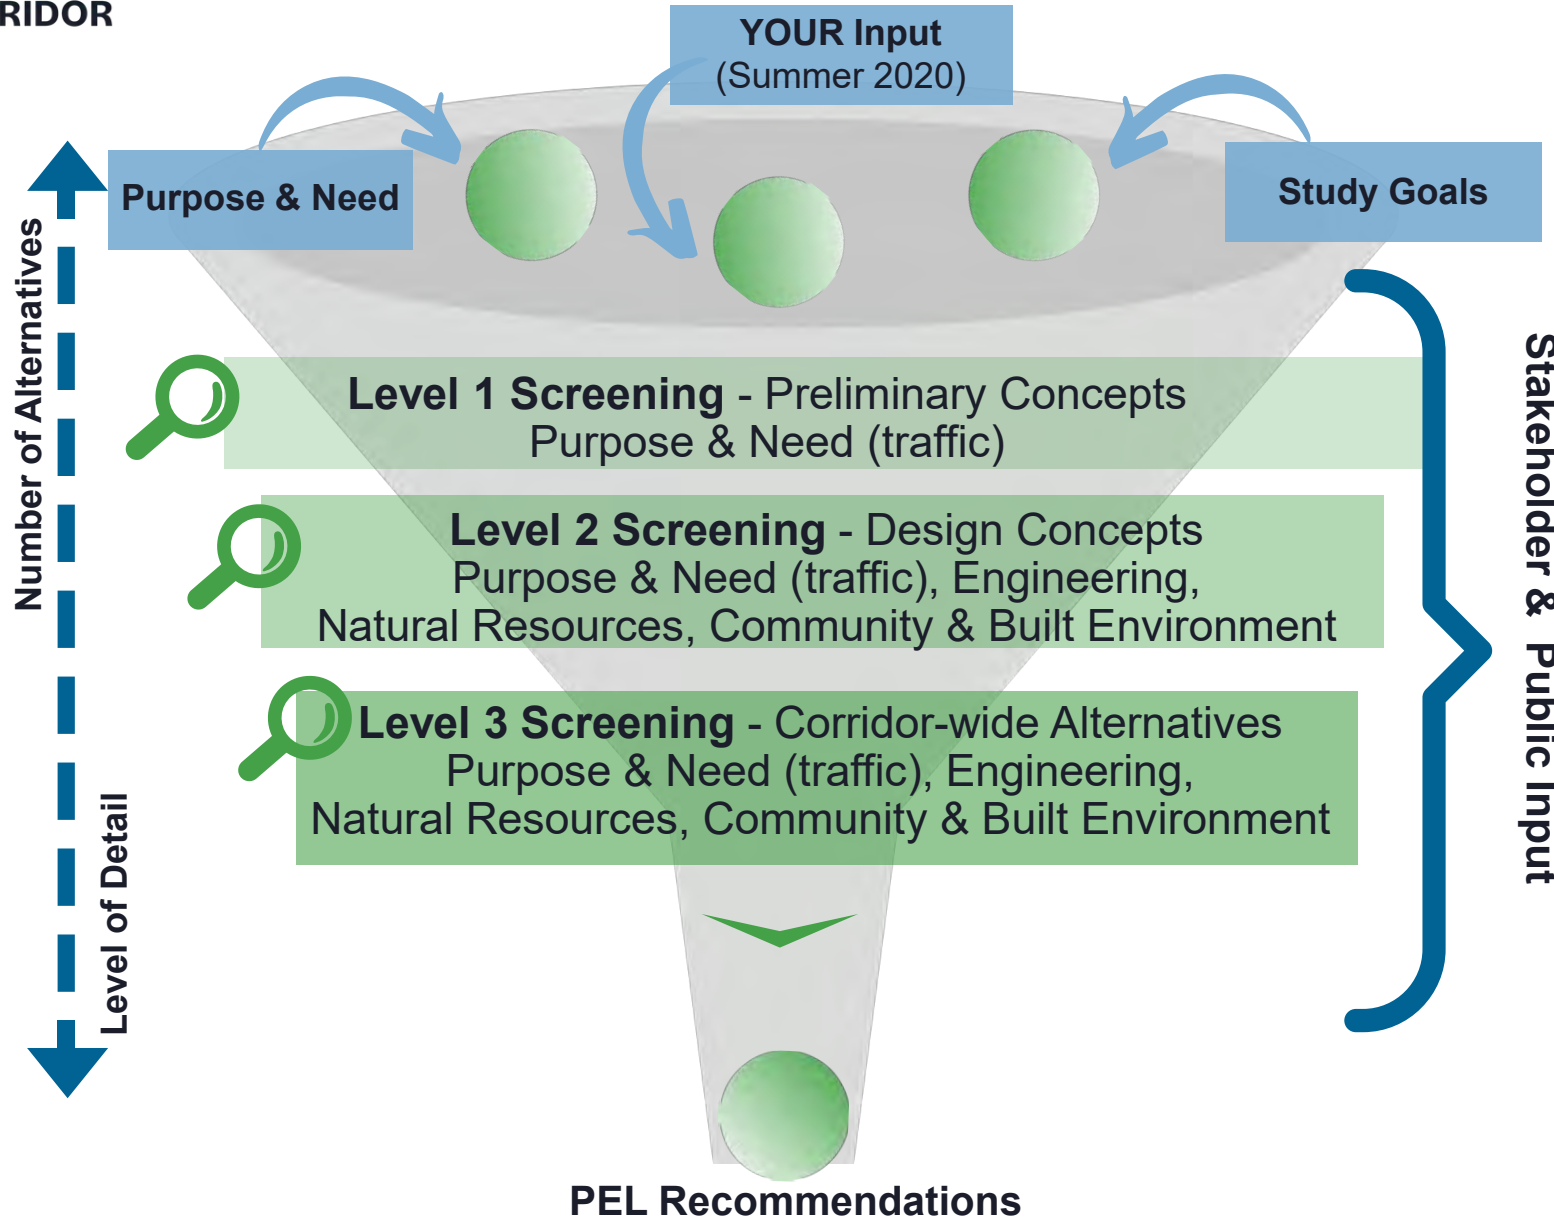 RIDOR
YOUR Input
(Summer 2020)
Purpose & Need
Study Goals
Number of Alternatives
Level 1 Screening - Preliminary Concepts
Purpose & Need (traffic)
Level 2 Screening - Design Concepts
Purpose & Need (traffic), Engineering,
Natural Resources, Community & Built Environment
Level 3 Screening - Corridor-wide Alternatives
Purpose & Need (traffic), Engineering,
Natural Resources, Community & Built Environment
Level of Detail
Stakeholder & Public Input
PEL Recommendations